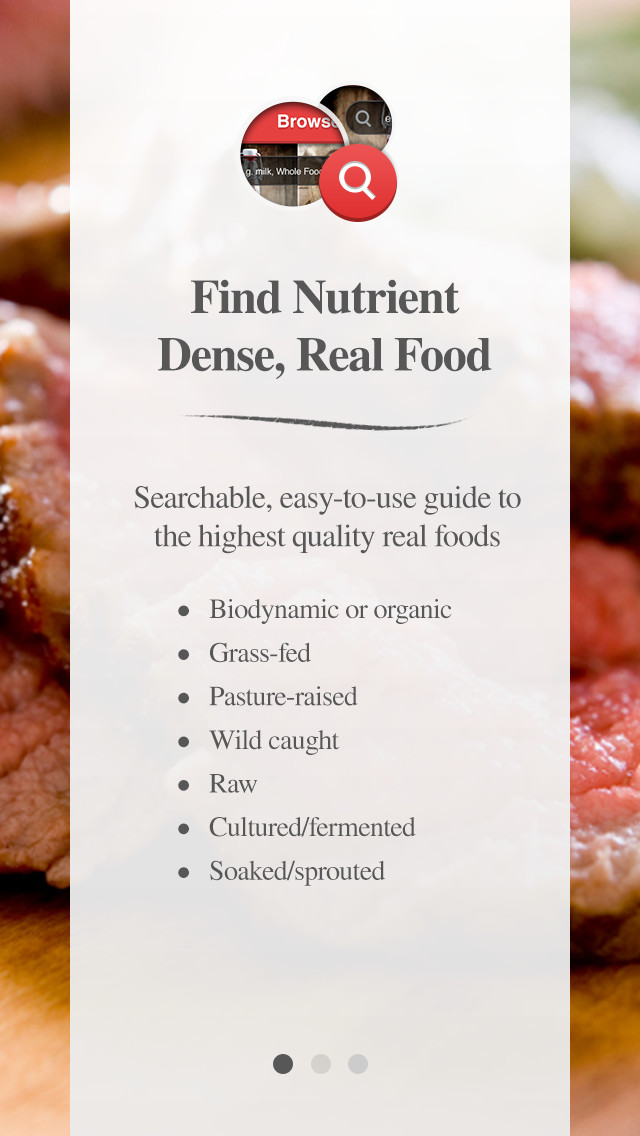 Browse
g. milk, Whole Foo
Find Nutrient
Dense, Real Food
Searchable, easy-to-use guide to
the highest quality real foods
● Biodynamic or organic
● Grass-fed
● Pasture-raised
● Wild caught
● Raw
● Cultured/fermented
● Soaked/sprouted